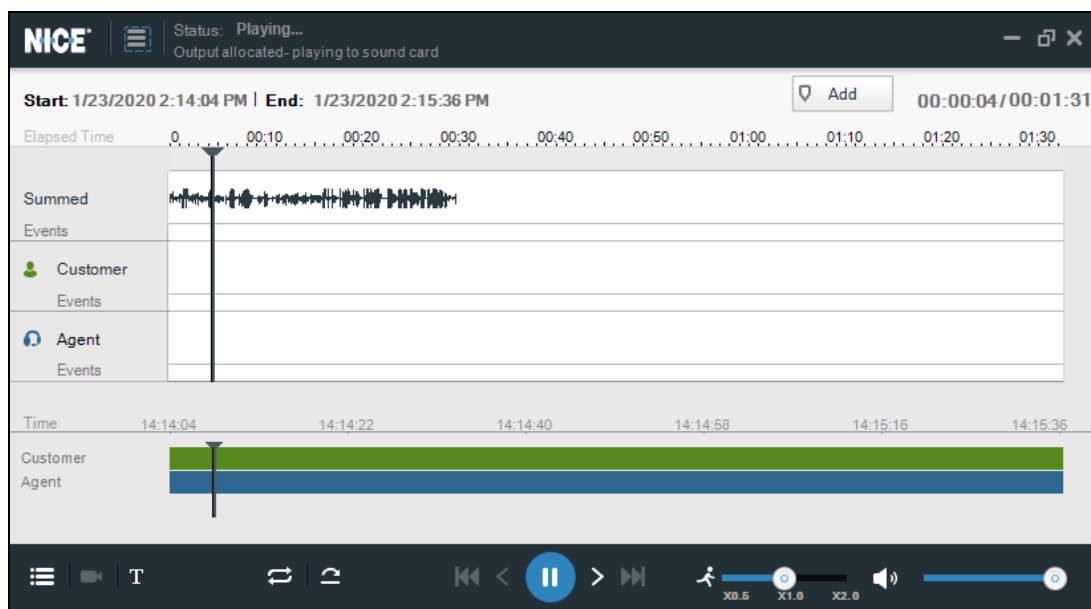 NICE®
Status: Playing...
Output allocated- playing to sound card
Start: 1/23/2020 2:14:04 PM | End: 1/23/2020 2:15:36 PM
Add
00:00:04 / 00:01:31
Elapsed Time 0 00:10 00:20 00:30 00:40 00:50 01:00 01:10 01:20 01:30
Summed
Events
Customer
Events
Agent
Events
Time 14:14:04 14:14:22 14:14:40 14:14:58 14:15:16 14:15:36
Customer
Agent
T
X0.5 X1.0 X2.0